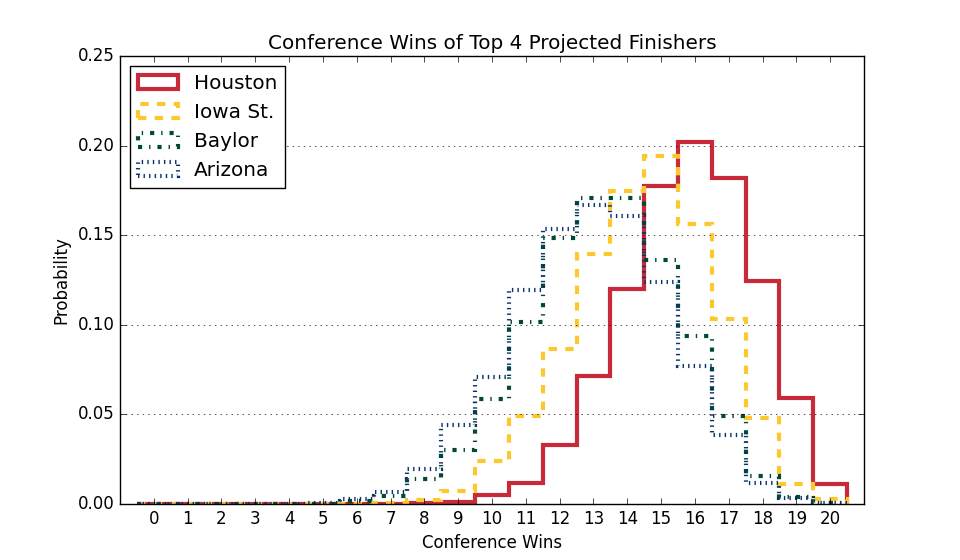 Conference Wins of Top 4 Projected Finishers
0.25
0.20
0.15
0.10
0.05
0.00
Probability
Houston
Iowa St.
Baylor
Arizona
0 1 2 3 4 5 6 7 8 9 10 11 12 13 14 15 16 17 18 19 20
Conference Wins